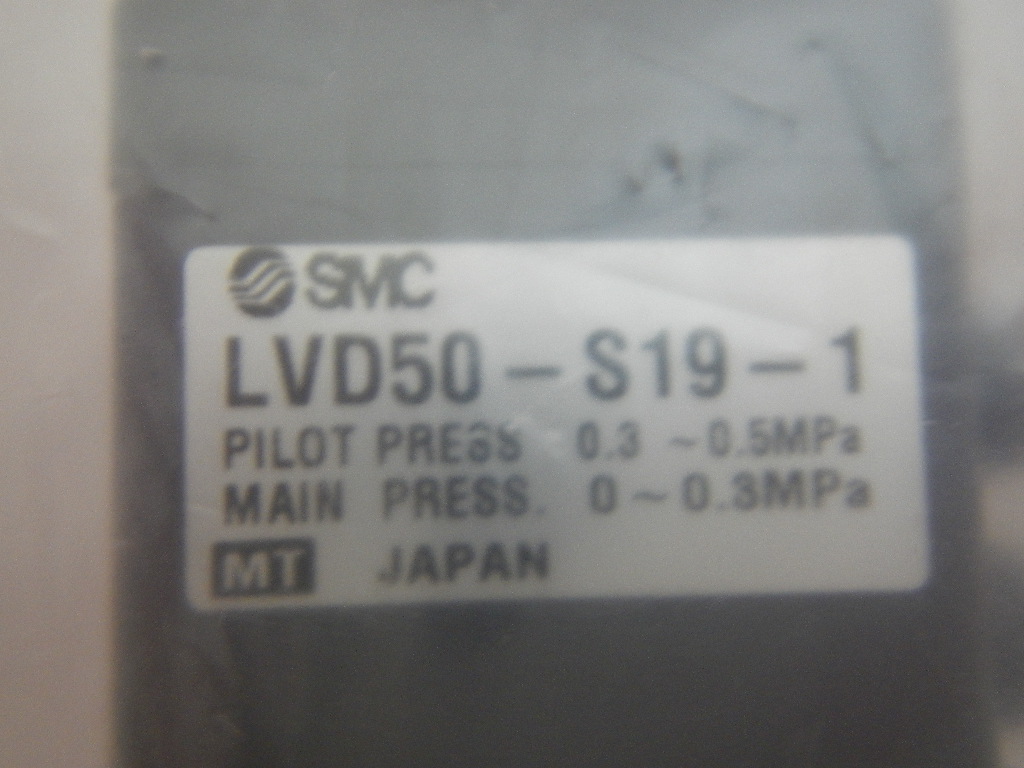 SMC
LVD50-S19-1
PILOT PRESS 0.3 ~0.5MPa
MAIN PRESS. 0~0.3MPa
MT JAPAN